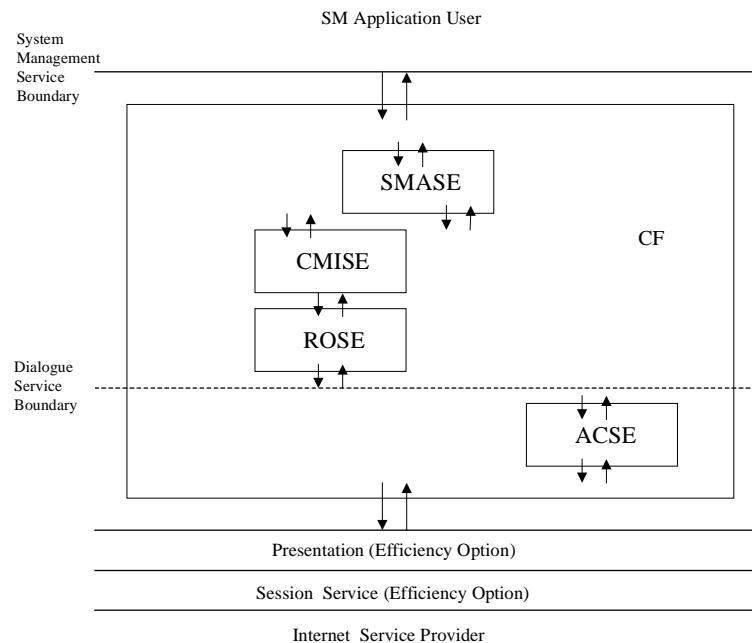 SM Application User
System
Management
Service
Boundary
SMASE
CF
CMISE
ROSE
Dialogue
Service
Boundary
ACSE
Presentation (Efficiency Option)
Session Service (Efficiency Option)
Internet Service Provider